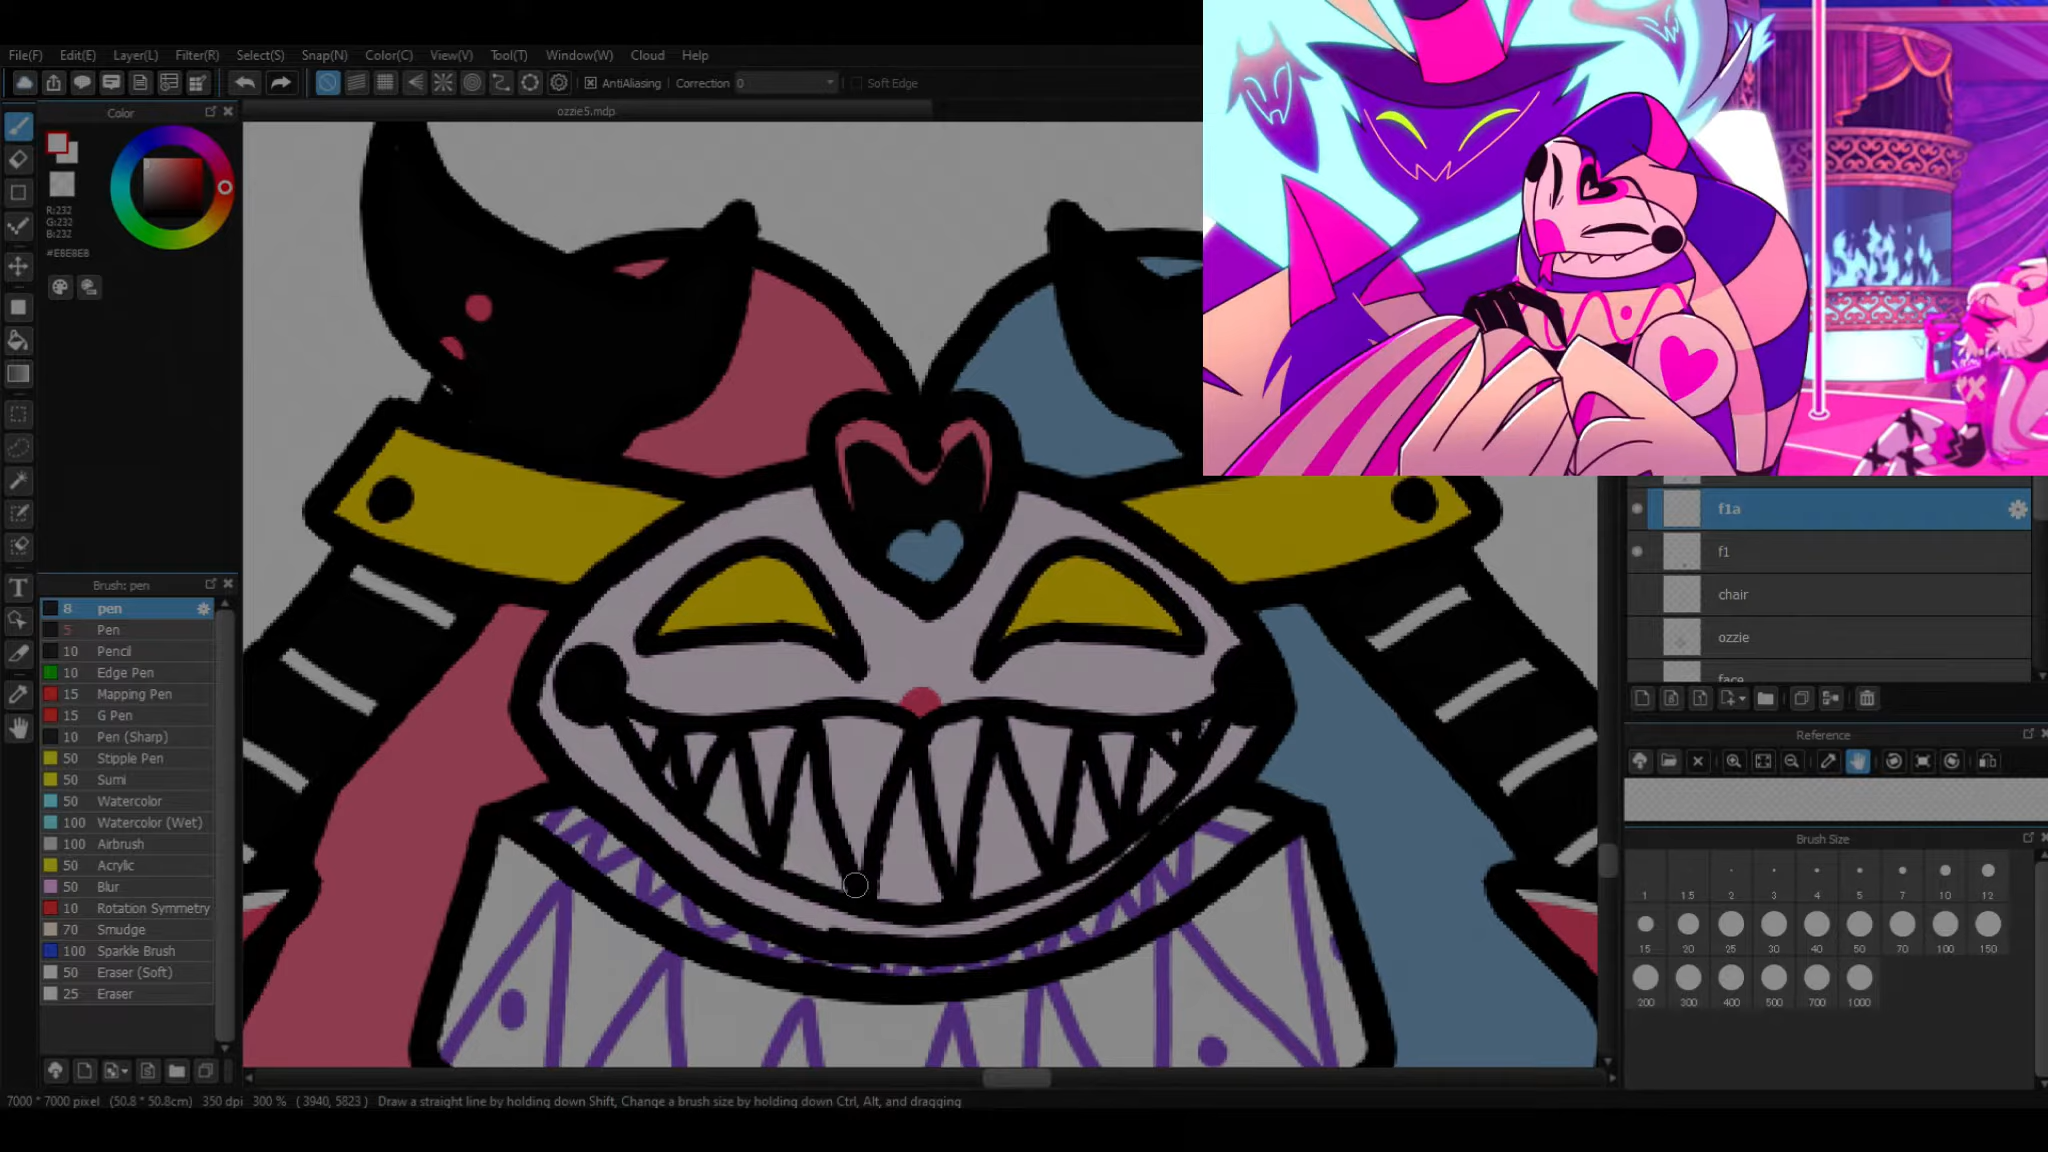 File(F) Edit(E) Layer(L) Filter(R) Select(S) Snap(N) Color(C) View(V) Tool(T) Window(W) Cloud Help
AntiAliasing Correction 0 Soft Edge
Color
ozzie5.mdp
R:232
G:232
B:232
#E8E8E8
f1a
f1
chair
ozzie
face
Brush: pen
8 pen
5 Pen
10 Pencil
10 Edge Pen
15 Mapping Pen
15 G Pen
10 Pen (Sharp)
50 Stipple Pen
50 Sumi
50 Watercolor
100 Watercolor (Wet)
100 Airbrush
50 Acrylic
50 Blur
10 Rotation Symmetry
70 Smudge
100 Sparkle Brush
50 Eraser (Soft)
25 Eraser
Reference
Brush Size
1 1.5 2 3 4 5 7 10 12
15 20 25 30 40 50 70 100 150
200 300 400 500 700 1000
7000 * 7000 pixel (50.8 * 50.8cm) 350 dpi 300 % ( 3940, 5823 ) Draw a straight line by holding down Shift, Change a brush size by holding down Ctrl, Alt, and dragging